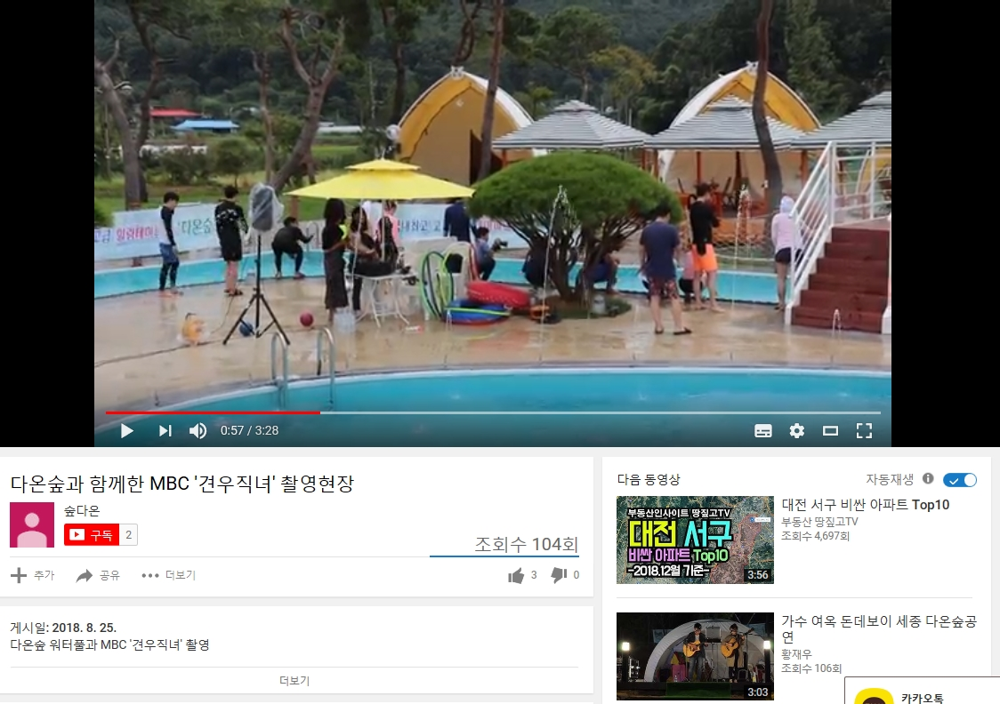 다온숲
0:57 / 3:28
다온숲과 함께한 MBC '견우직녀' 촬영현장
숲다온
구독 2
조회수 104회
추가 공유 더보기
3 0
게시일: 2018. 8. 25.
다온숲 워터풀과 MBC '견우직녀' 촬영
더보기
다음 동영상
자동재생
부동산인사이트 땅짚고TV
대전 서구
비싼 아파트 Top10
-2018.12월 기준-
3:56
대전 서구 비싼 아파트 Top10
부동산 땅짚고TV
조회수 4,697회
3:03
가수 여옥 돈데보이 세종 다온숲공
연
황재우
조회수 106회
카카오톡